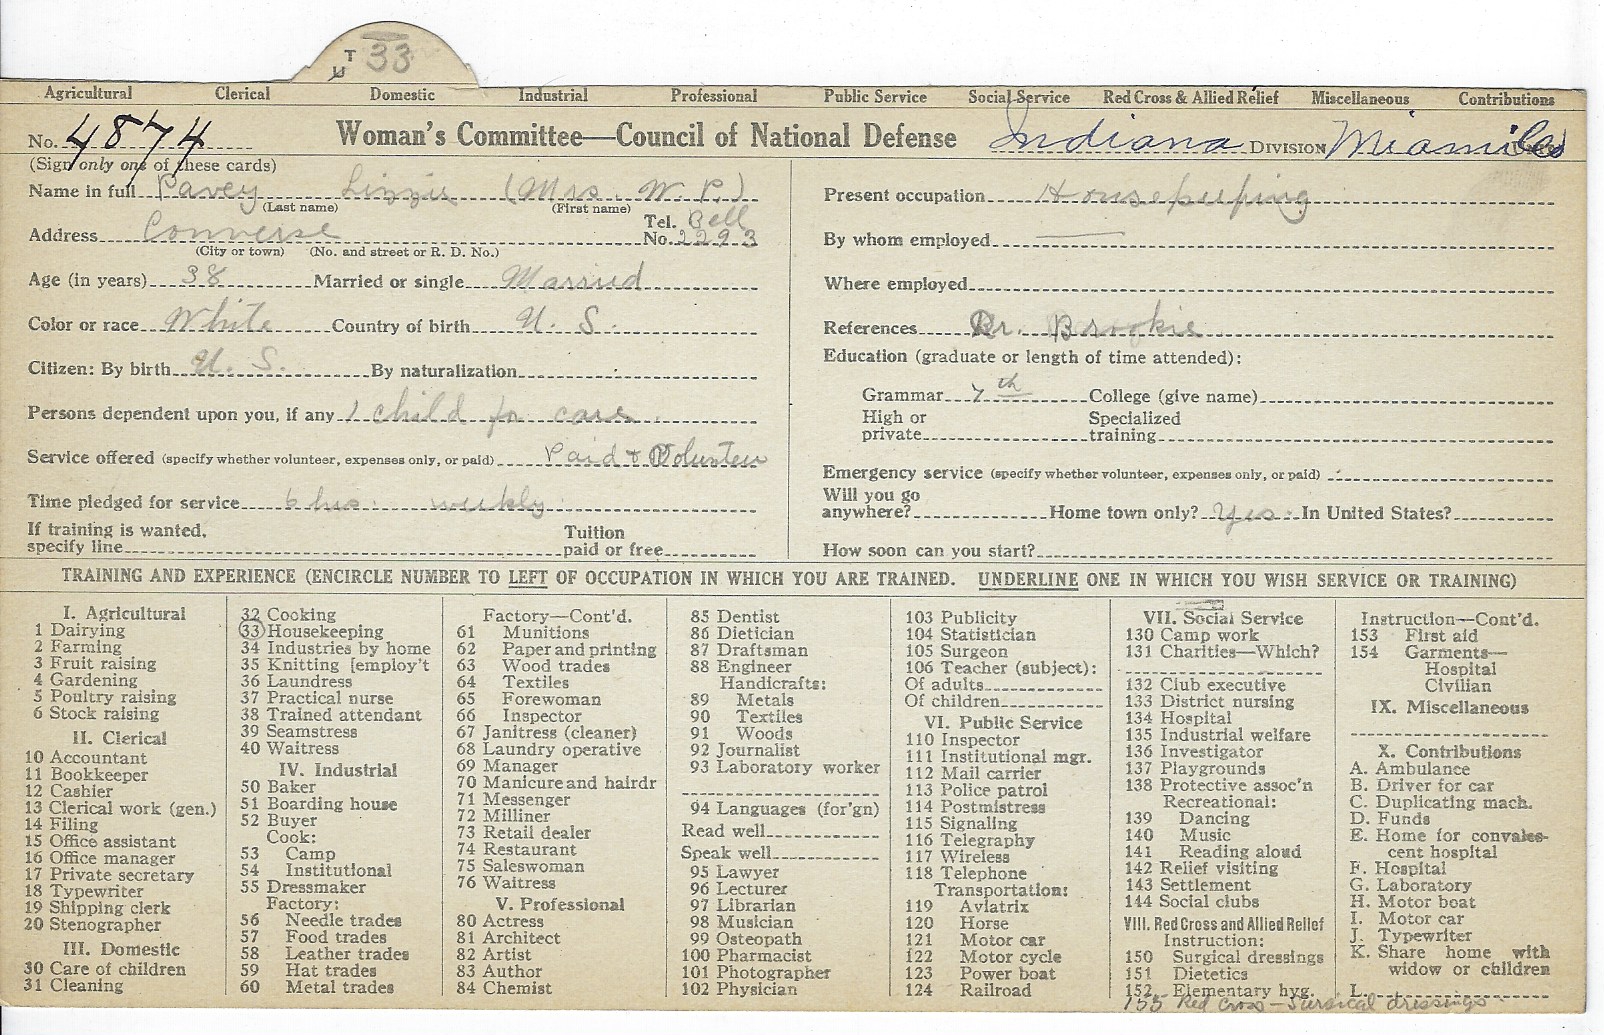 T
U 33
Agricultural Clerical Domestic Industrial Professional Public Service Social Service Red Cross & Allied Relief Miscellaneous Contributions
No. 4874 Woman's Committee—Council of National Defense Indiana DIVISION Miami Co
(Sign only one of these cards)
Name in full Pavey Lizzie (Mrs. W. P.)
(Last name) (First name)
Address Converse Tel. No. Bell 2293
(City or town) (No. and street or R. D. No.)
Age (in years) 38 Married or single Married
Color or race White Country of birth U. S.
Citizen: By birth U. S. By naturalization
Persons dependent upon you, if any 1 child for care.
Service offered (specify whether volunteer, expenses only, or paid) Paid & Volunteer
Time pledged for service 6 hrs. weekly
If training is wanted, specify line Tuition paid or free
Present occupation Housekeeping
By whom employed
Where employed
References Dr. Brookie
Education (graduate or length of time attended):
Grammar 7th College (give name)
High or private Specialized training
Emergency service (specify whether volunteer, expenses only, or paid)
Will you go anywhere? Home town only? Yes. In United States?
How soon can you start?
TRAINING AND EXPERIENCE (ENCIRCLE NUMBER TO LEFT OF OCCUPATION IN WHICH YOU ARE TRAINED. UNDERLINE ONE IN WHICH YOU WISH SERVICE OR TRAINING)
I. Agricultural
1 Dairying
2 Farming
3 Fruit raising
4 Gardening
5 Poultry raising
6 Stock raising
II. Clerical
10 Accountant
11 Bookkeeper
12 Cashier
13 Clerical work (gen.)
14 Filing
15 Office assistant
16 Office manager
17 Private secretary
18 Typewriter
19 Shipping clerk
20 Stenographer
III. Domestic
30 Care of children
31 Cleaning
32 Cooking
33 Housekeeping
34 Industries by home
35 Knitting [employ't
36 Laundress
37 Practical nurse
38 Trained attendant
39 Seamstress
40 Waitress
IV. Industrial
50 Baker
51 Boarding house
52 Buyer
Cook:
53 Camp
54 Institutional
55 Dressmaker
Factory:
56 Needle trades
57 Food trades
58 Leather trades
59 Hat trades
60 Metal trades
Factory—Cont'd.
61 Munitions
62 Paper and printing
63 Wood trades
64 Textiles
65 Forewoman
66 Inspector
67 Janitress (cleaner)
68 Laundry operative
69 Manager
70 Manicure and hairdr
71 Messenger
72 Milliner
73 Retail dealer
74 Restaurant
75 Saleswoman
76 Waitress
V. Professional
80 Actress
81 Architect
82 Artist
83 Author
84 Chemist
85 Dentist
86 Dietician
87 Draftsman
88 Engineer
Handicrafts:
89 Metals
90 Textiles
91 Woods
92 Journalist
93 Laboratory worker
94 Languages (for'gn)
Read well
Speak well
95 Lawyer
96 Lecturer
97 Librarian
98 Musician
99 Osteopath
100 Pharmacist
101 Photographer
102 Physician
103 Publicity
104 Statistician
105 Surgeon
106 Teacher (subject):
Of adults
Of children
VI. Public Service
110 Inspector
111 Institutional mgr.
112 Mail carrier
113 Police patrol
114 Postmistress
115 Signaling
116 Telegraphy
117 Wireless
118 Telephone
Transportation:
119 Aviatrix
120 Horse
121 Motor car
122 Motor cycle
123 Power boat
124 Railroad
VII. Social Service
130 Camp work
131 Charities—Which?
132 Club executive
133 District nursing
134 Hospital
135 Industrial welfare
136 Investigator
137 Playgrounds
138 Protective assoc'n
Recreational:
139 Dancing
140 Music
141 Reading aloud
142 Relief visiting
143 Settlement
144 Social clubs
VIII. Red Cross and Allied Relief
Instruction:
150 Surgical dressings
151 Dietetics
152 Elementary hyg.
155 Red Cross - Surgical dressings
Instruction—Cont'd.
153 First aid
154 Garments—
Hospital
Civilian
IX. Miscellaneous
X. Contributions
A. Ambulance
B. Driver for car
C. Duplicating mach.
D. Funds
E. Home for convales-
cent hospital
F. Hospital
G. Laboratory
H. Motor boat
I. Motor car
J. Typewriter
K. Share home with
widow or children
L.